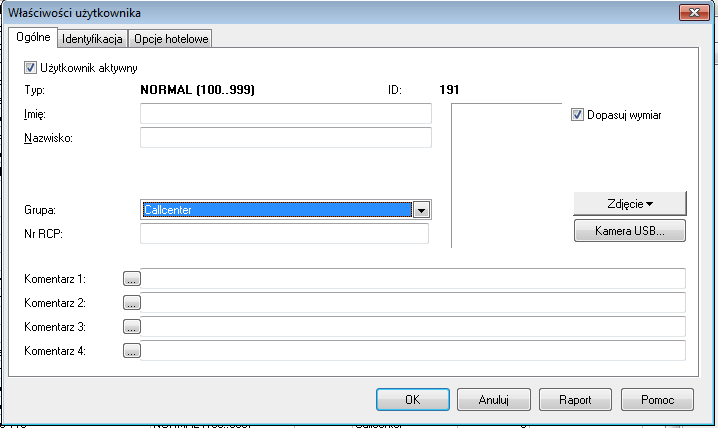 Właściwości użytkownika
Ogólne Identyfikacja Opcje hotelowe
Użytkownik aktywny
Typ: NORMAL (100..999) ID: 191
Imię:
Dopasuj wymiar
Nazwisko:
Grupa: Callcenter
Zdjęcie
Nr RCP:
Kamera USB...
Komentarz 1: ...
Komentarz 2: ...
Komentarz 3: ...
Komentarz 4: ...
OK Anuluj Raport Pomoc